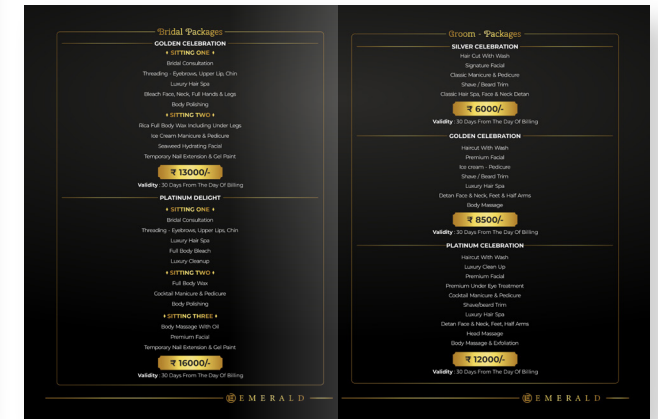 Bridal Packages
GOLDEN CELEBRATION
SITTING ONE
Bridal Consultation
Threading - Eyebrows, Upper Lip, Chin
Luxury Hair Spa
Bleach Face, Neck, Full Hands & Legs
Body Polishing
SITTING TWO
Rica Full Body Wax Including Under Legs
Ice Cream Manicure & Pedicure
Seaweed Hydrating Facial
Temporary Nail Extension & Gel Paint
₹ 13000/-
Validity : 30 Days From The Day Of Billing
PLATINUM DELIGHT
SITTING ONE
Bridal Consultation
Threading - Eyebrows, Upper Lips, Chin
Luxury Hair Spa
Full Body Bleach
Luxury Cleanup
SITTING TWO
Full Body Wax
Cocktail Manicure & Pedicure
Body Polishing
SITTING THREE
Body Massage With Oil
Premium Facial
Temporary Nail Extension & Gel Paint
₹ 16000/-
Validity : 30 Days From The Day Of Billing
EMERALD
Groom - Packages
SILVER CELEBRATION
Hair Cut With Wash
Signature Facial
Classic Manicure & Pedicure
Shave / Beard Trim
Classic Hair Spa, Face & Neck Detan
₹ 6000/-
Validity : 30 Days From The Day Of Billing
GOLDEN CELEBRATION
Haircut With Wash
Premium Facial
Ice cream - Pedicure
Shave / Beard Trim
Luxury Hair Spa
Detan Face & Neck, Feet & Half Arms
Body Massage
₹ 8500/-
Validity : 30 Days From The Day Of Billing
PLATINUM CELEBRATION
Haircut With Wash
Luxury Clean Up
Premium Facial
Premium Under Eye Treatment
Cocktail Manicure & Pedicure
Shave/beard Trim
Luxury Hair Spa
Detan Face & Neck, Feet, Half Arms
Head Massage
Body Massage & Exfoliation
₹ 12000/-
Validity : 30 Days From The Day Of Billing
EMERALD